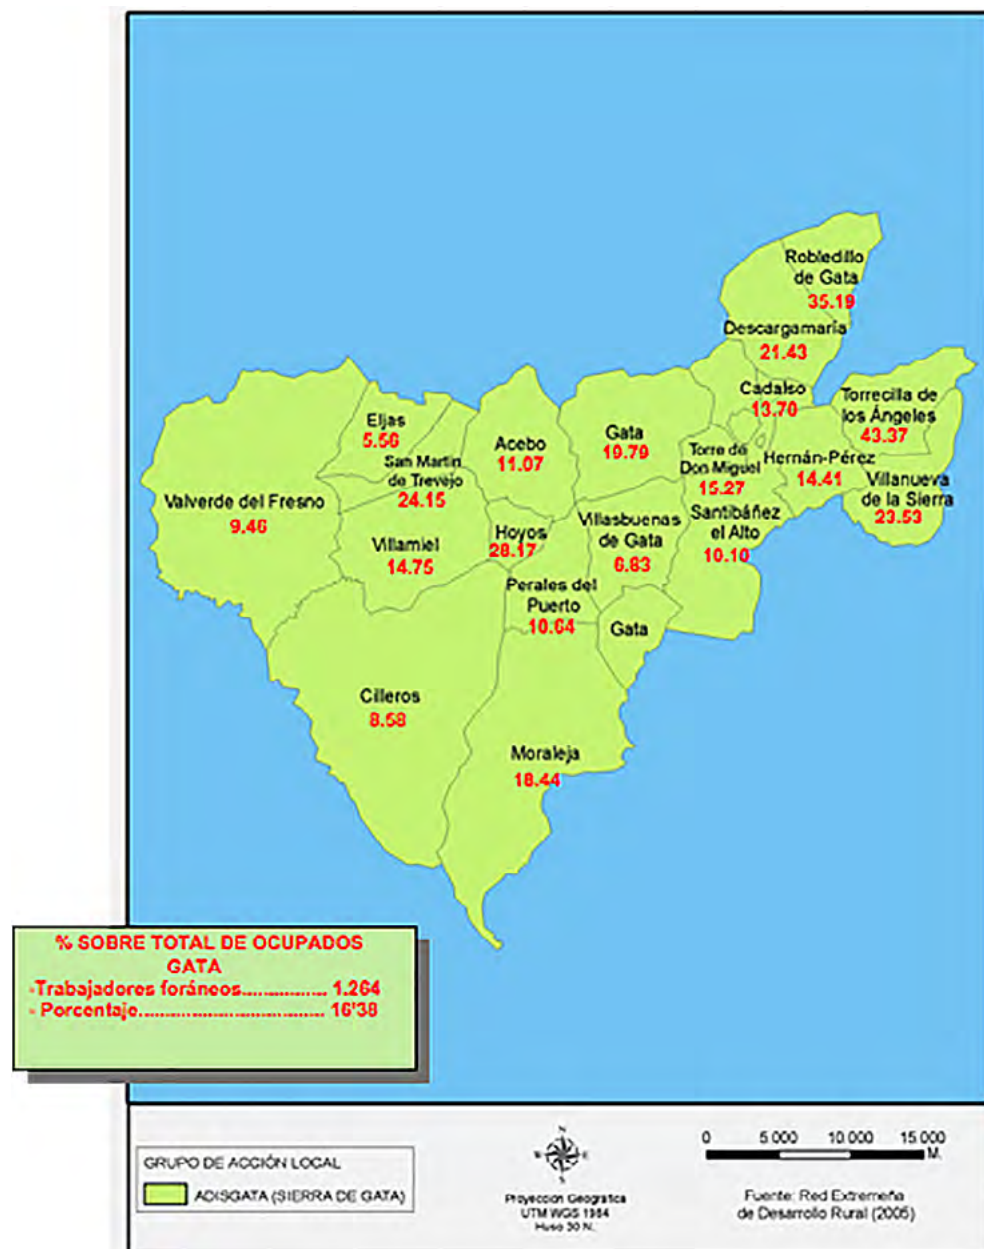 Robledillo
de Gata
35.19
Descargamaría
21.43
Cadalso
13.70
Torrecilla de
los Ángeles
43.37
Eljas
5.56
Acebo
11.07
Gata
19.79
San Martín
de Trevejo
24.15
Torre de
Don Miguel
15.27
Hernán-Pérez
14.41
Villanueva
de la Sierra
23.53
Valverde del Fresno
9.46
Villamiel
14.75
Hoyos
28.17
Villasbuenas
de Gata
6.83
Santibáñez
el Alto
10.10
Perales del
Puerto
10.64
Gata
Cilleros
8.58
Moraleja
18.44
% SOBRE TOTAL DE OCUPADOS
GATA
-Trabajadores foráneos................. 1.264
- Porcentaje..................................... 16'38
GRUPO DE ACCIÓN LOCAL
ADISGATA (SIERRA DE GATA)
N
W E
S
Proyección Geográfica
UTM WGS 1984
Huso 30 N.
0 5 000 10 000 15 000
M.
Fuente: Red Extremeña
de Desarrollo Rural (2005)